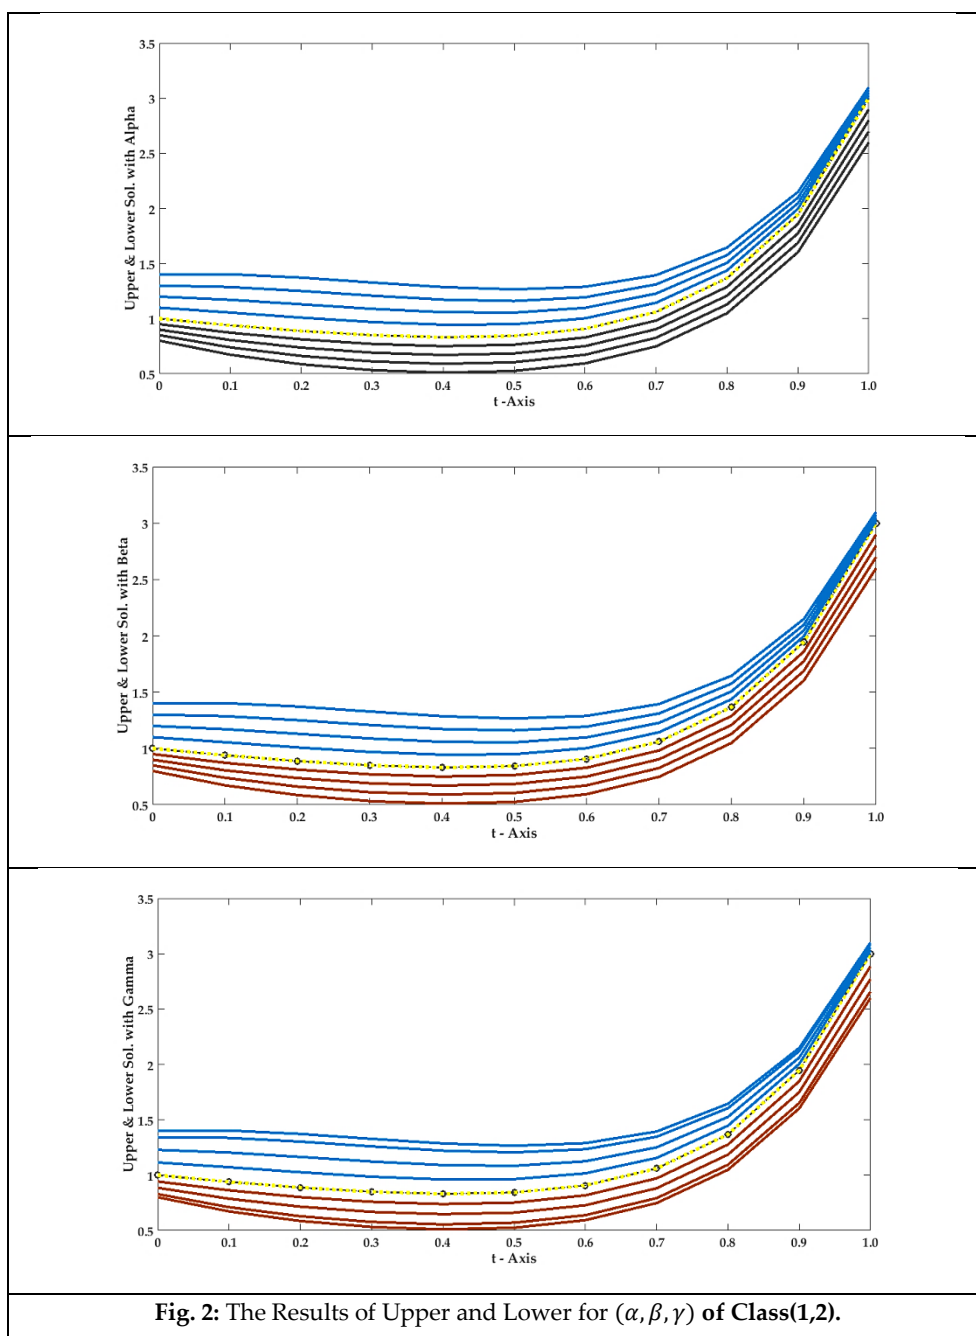 3.5
3
2.5
2
1.5
1
0.5
Upper & Lower Sol. with Alpha
0 0.1 0.2 0.3 0.4 0.5 0.6 0.7 0.8 0.9 1.0
t -Axis
3.5
3
2.5
2
1.5
1
0.5
Upper & Lower Sol. with Beta
0 0.1 0.2 0.3 0.4 0.5 0.6 0.7 0.8 0.9 1.0
t - Axis
3.5
3
2.5
2
1.5
1
0.5
Upper & Lower Sol. with Gamma
0 0.1 0.2 0.3 0.4 0.5 0.6 0.7 0.8 0.9 1.0
t - Axis
Fig. 2: The Results of Upper and Lower for (α, β, γ) of Class(1,2).